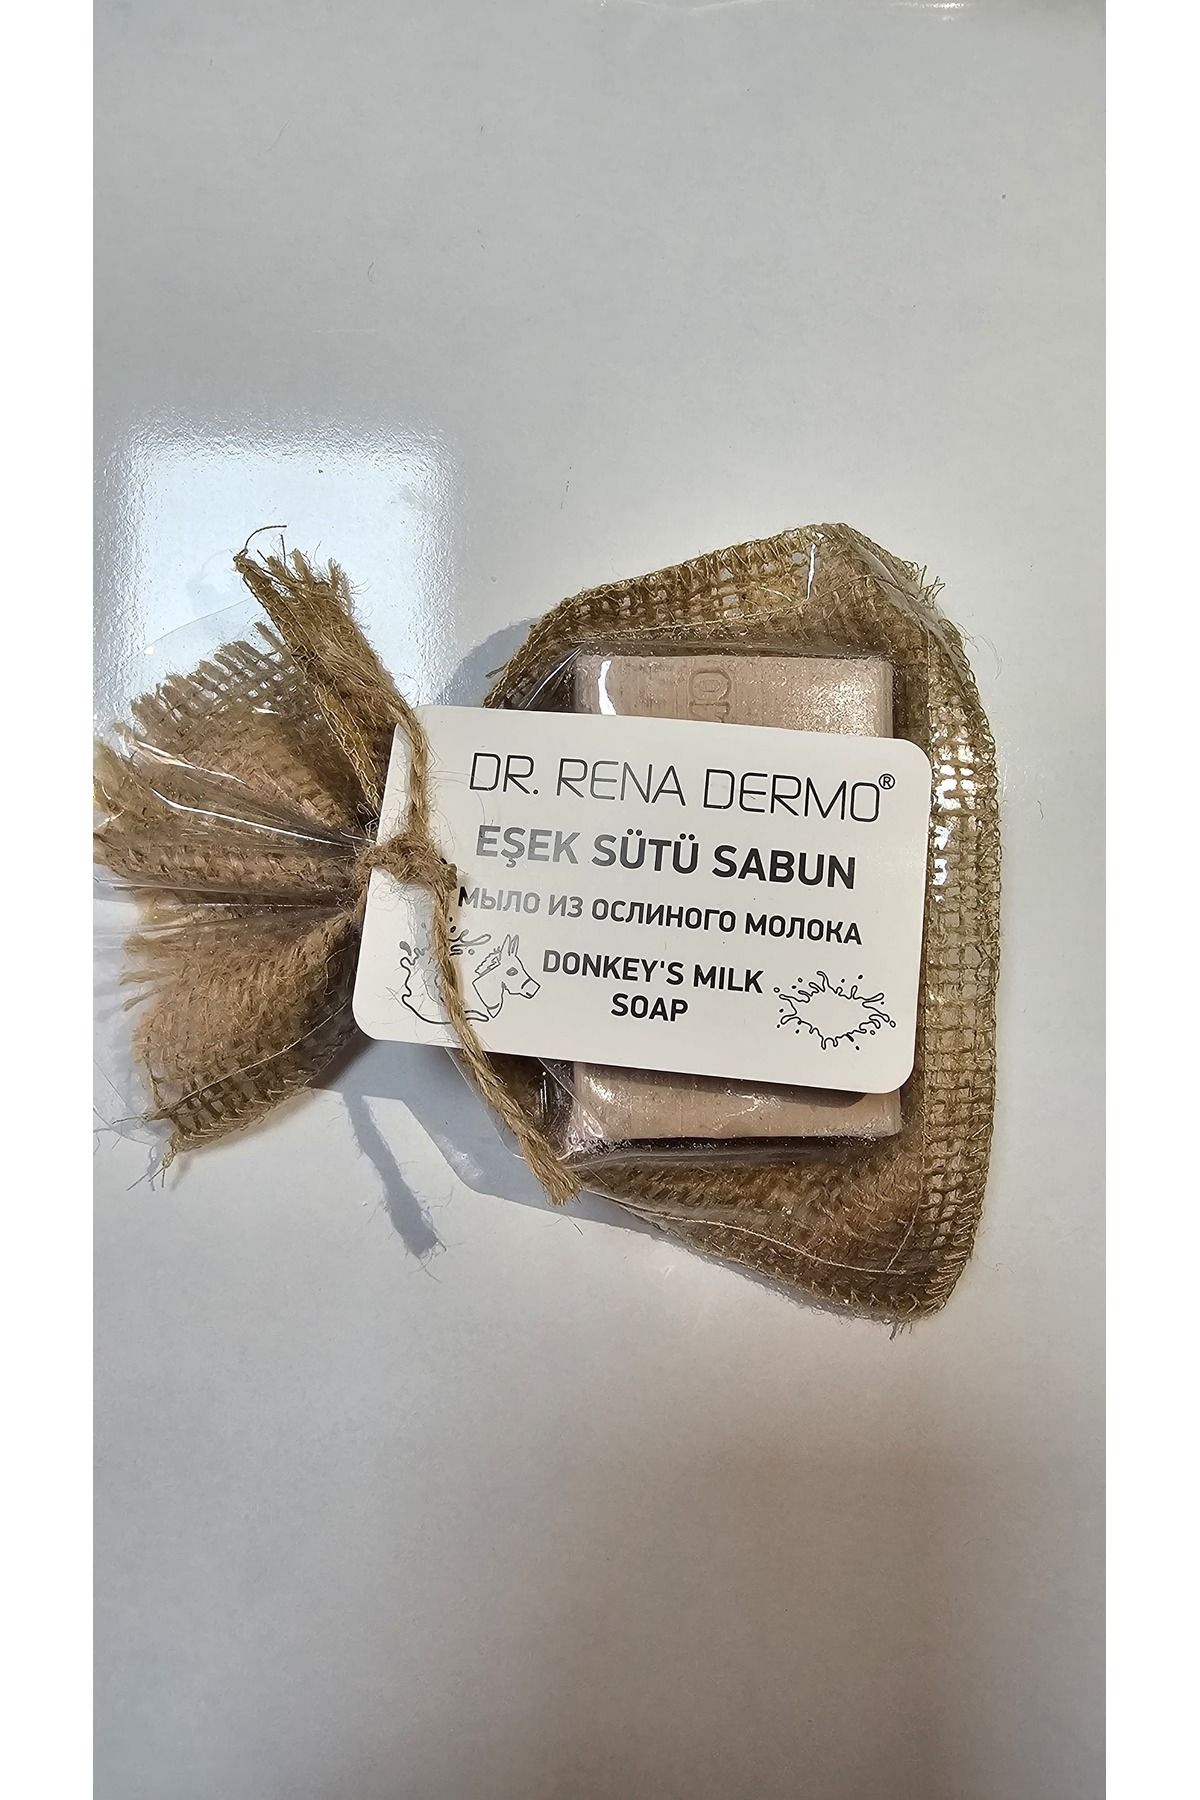 DR. RENA DERMO®
EŞEK SÜTÜ SABUN
МЫЛО ИЗ ОСЛИНОГО МОЛОКА
DONKEY'S MILK
SOAP